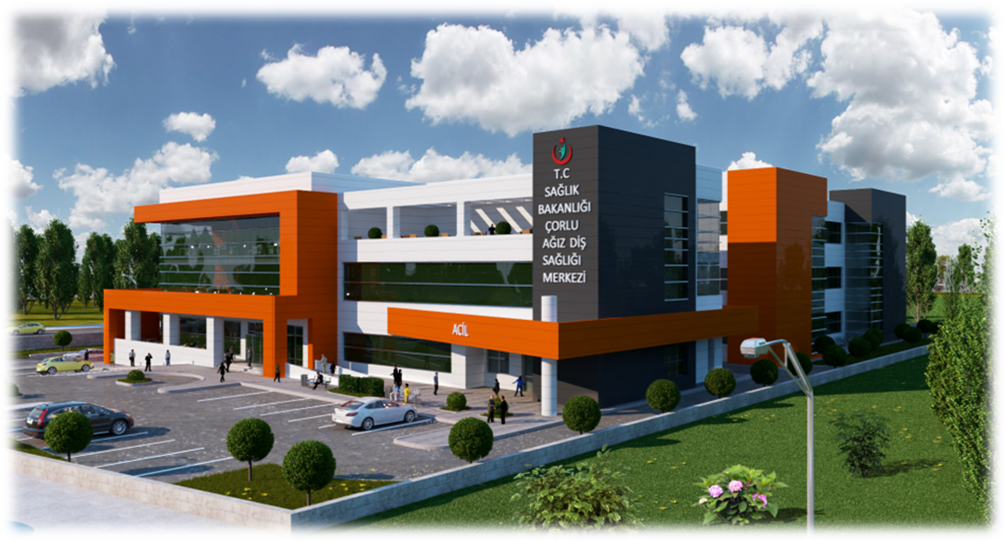 T.C
SAĞLIK
BAKANLIĞI
ÇORLU
AĞIZ DİŞ
SAĞLIĞI
MERKEZİ
ACİL